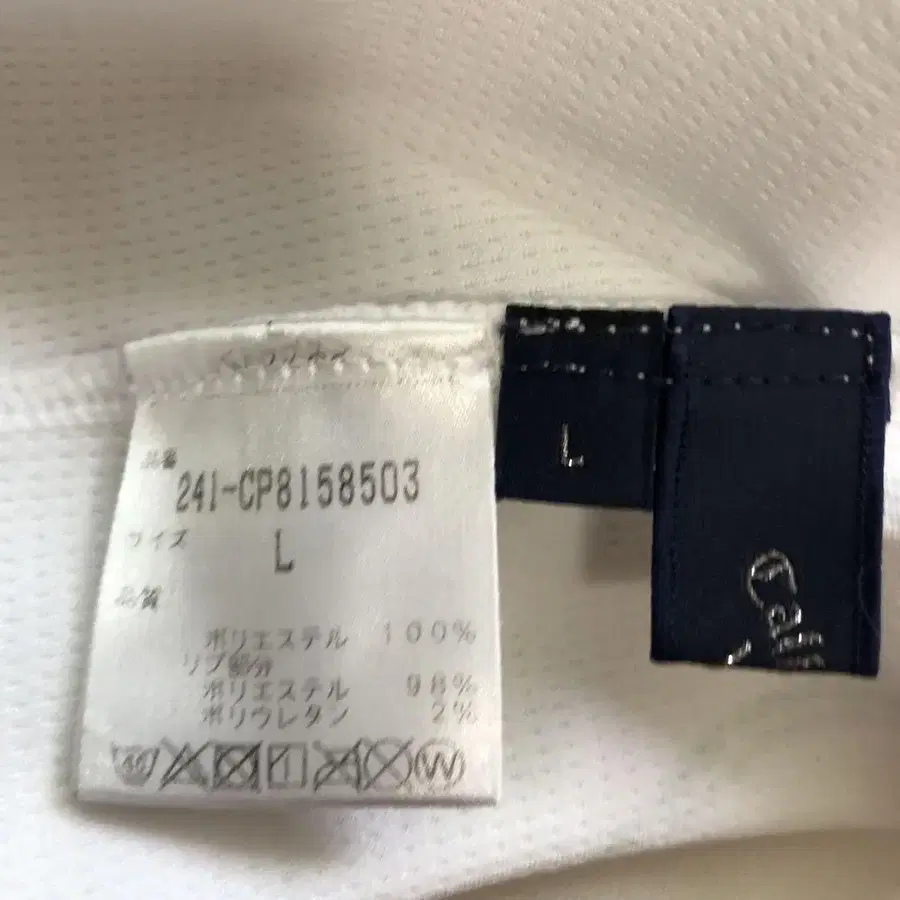 品番
241-CP8158503
サイズ
L
品質
ポリエステル 100%
リブ部分
ポリエステル 98%
ポリウレタン 2%
40
W
L